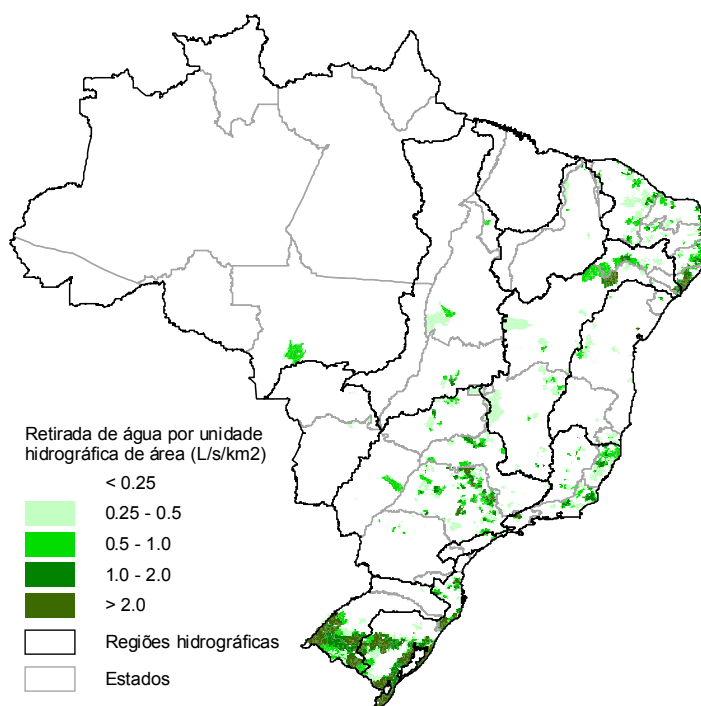 Retirada de água por unidade
hidrográfica de área (L/s/km2)
< 0.25
0.25 - 0.5
0.5 - 1.0
1.0 - 2.0
> 2.0
Regiões hidrográficas
Estados